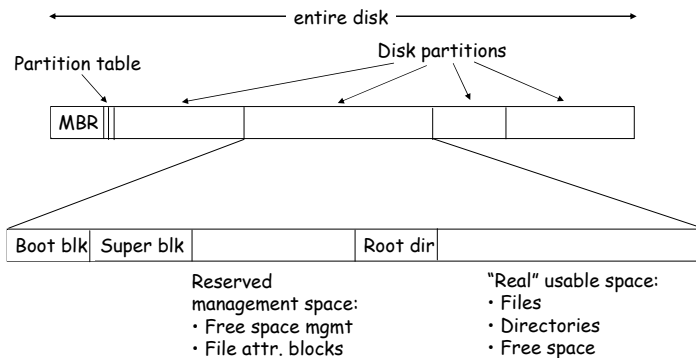 entire disk
Disk partitions
Partition table
MBR
Boot blk
Super blk
Root dir
Reserved
management space:
• Free space mgmt
• File attr. blocks
“Real” usable space:
• Files
• Directories
• Free space